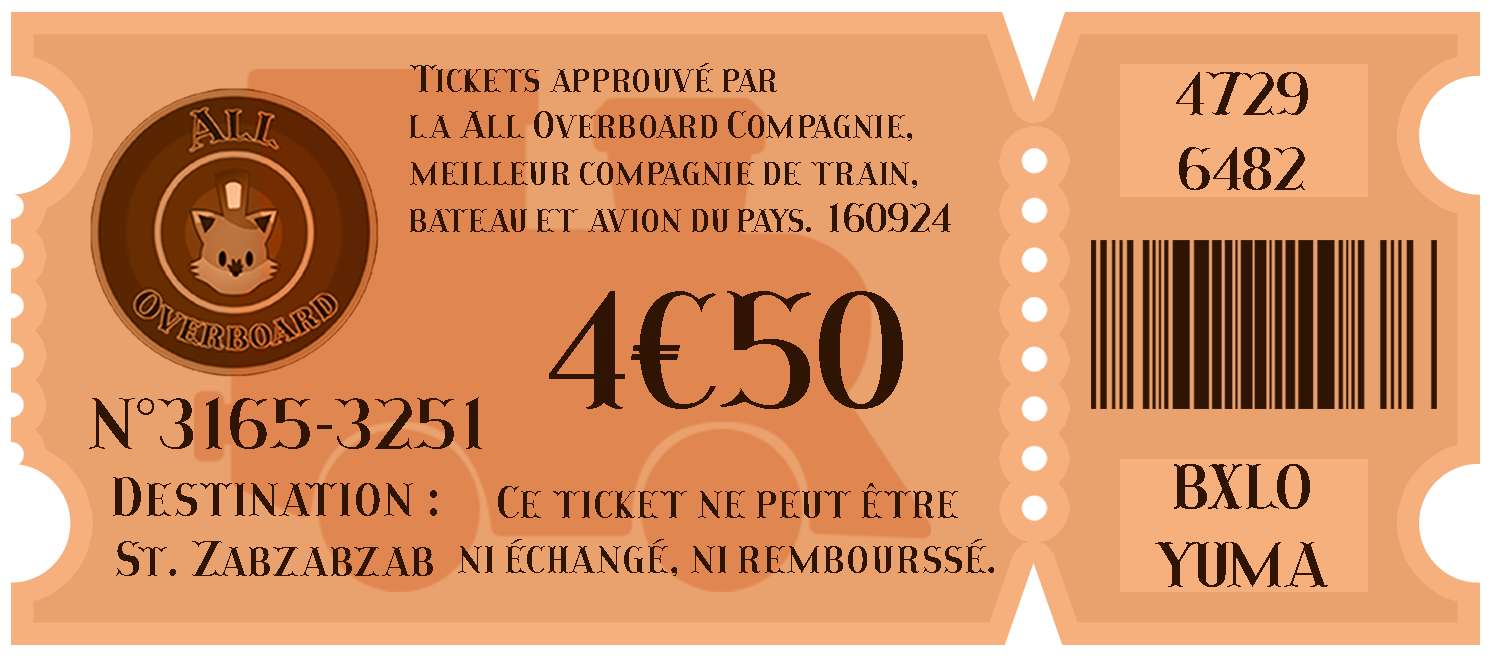 Tickets approuvé par
la All Overboard Compagnie,
meilleur compagnie de train,
bateau et avion du pays. 160924
All
Overboard
4€50
N°3165-3251
Destination :
St. Zabzabzab
Ce ticket ne peut être
ni échangé, ni rembourssé.
4729
6482
BXLO
YUMA